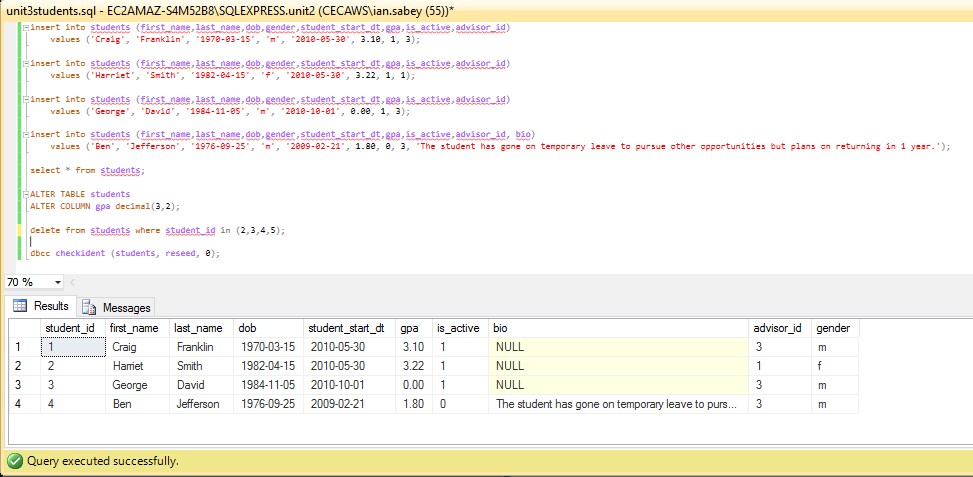 unit3students.sql - EC2AMAZ-S4M52B8\SQLEXPRESS.unit2 (CECAWS\ian.sabey (55))*
insert into students (first_name,last_name,dob,gender,student_start_dt,gpa,is_active,advisor_id)
values ('Craig', 'Franklin', '1970-03-15', 'm', '2010-05-30', 3.10, 1, 3);
insert into students (first_name,last_name,dob,gender,student_start_dt,gpa,is_active,advisor_id)
values ('Harriet', 'Smith', '1982-04-15', 'f', '2010-05-30', 3.22, 1, 1);
insert into students (first_name,last_name,dob,gender,student_start_dt,gpa,is_active,advisor_id)
values ('George', 'David', '1984-11-05', 'm', '2010-10-01', 0.00, 1, 3);
insert into students (first_name,last_name,dob,gender,student_start_dt,gpa,is_active,advisor_id, bio)
values ('Ben', 'Jefferson', '1976-09-25', 'm', '2009-02-21', 1.80, 0, 3, 'The student has gone on temporary leave to pursue other opportunities but plans on returning in 1 year.');
select * from students;
ALTER TABLE students
ALTER COLUMN gpa decimal(3,2);
delete from students where student_id in (2,3,4,5);
dbcc checkident (students, reseed, 0);
70 %
Results Messages
student_id first_name last_name dob student_start_dt gpa is_active bio advisor_id gender
1 1 Craig Franklin 1970-03-15 2010-05-30 3.10 1 NULL 3 m
2 2 Harriet Smith 1982-04-15 2010-05-30 3.22 1 NULL 1 f
3 3 George David 1984-11-05 2010-10-01 0.00 1 NULL 3 m
4 4 Ben Jefferson 1976-09-25 2009-02-21 1.80 0 The student has gone on temporary leave to purs... 3 m
Query executed successfully.